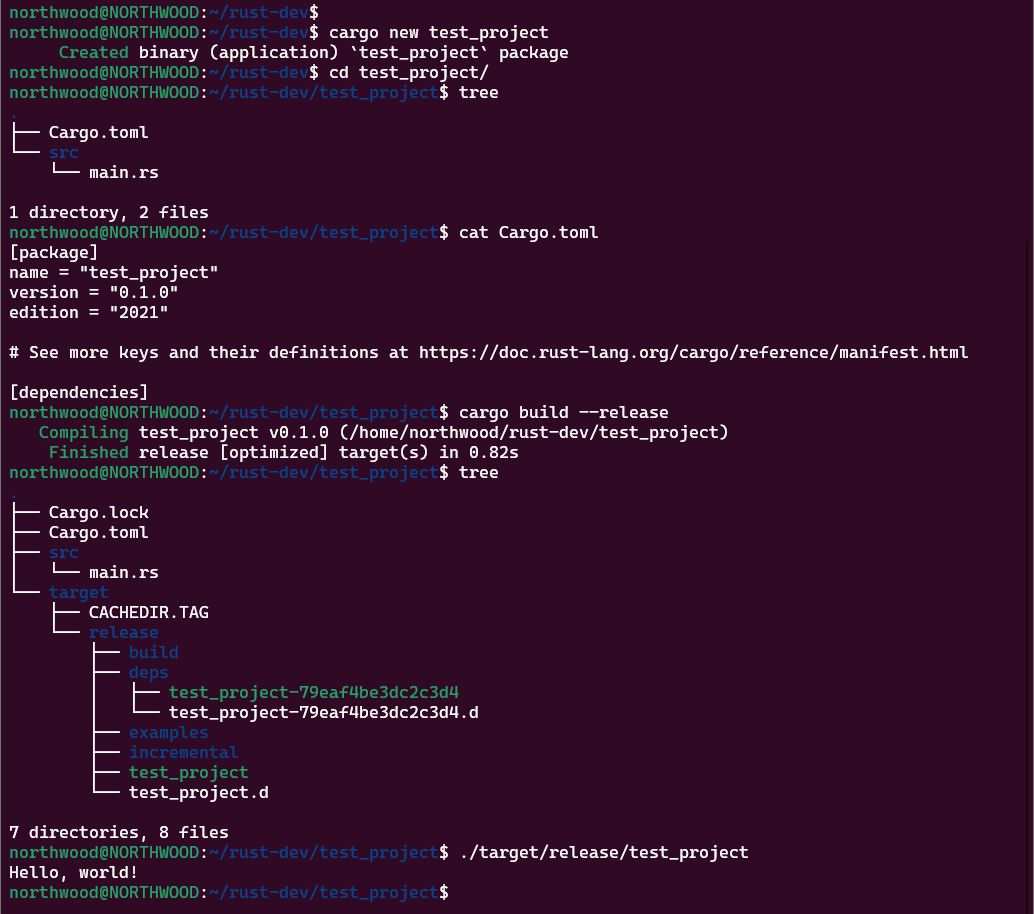 northwood@NORTHWOOD:~/rust-dev$
northwood@NORTHWOOD:~/rust-dev$ cargo new test_project
     Created binary (application) `test_project` package
northwood@NORTHWOOD:~/rust-dev$ cd test_project/
northwood@NORTHWOOD:~/rust-dev/test_project$ tree
.
├── Cargo.toml
└── src
    └── main.rs

1 directory, 2 files
northwood@NORTHWOOD:~/rust-dev/test_project$ cat Cargo.toml
[package]
name = "test_project"
version = "0.1.0"
edition = "2021"

# See more keys and their definitions at https://doc.rust-lang.org/cargo/reference/manifest.html

[dependencies]
northwood@NORTHWOOD:~/rust-dev/test_project$ cargo build --release
   Compiling test_project v0.1.0 (/home/northwood/rust-dev/test_project)
    Finished release [optimized] target(s) in 0.82s
northwood@NORTHWOOD:~/rust-dev/test_project$ tree
.
├── Cargo.lock
├── Cargo.toml
├── src
│   └── main.rs
└── target
    ├── CACHEDIR.TAG
    └── release
        ├── build
        ├── deps
        │   ├── test_project-79eaf4be3dc2c3d4
        │   └── test_project-79eaf4be3dc2c3d4.d
        ├── examples
        ├── incremental
        ├── test_project
        └── test_project.d

7 directories, 8 files
northwood@NORTHWOOD:~/rust-dev/test_project$ ./target/release/test_project
Hello, world!
northwood@NORTHWOOD:~/rust-dev/test_project$